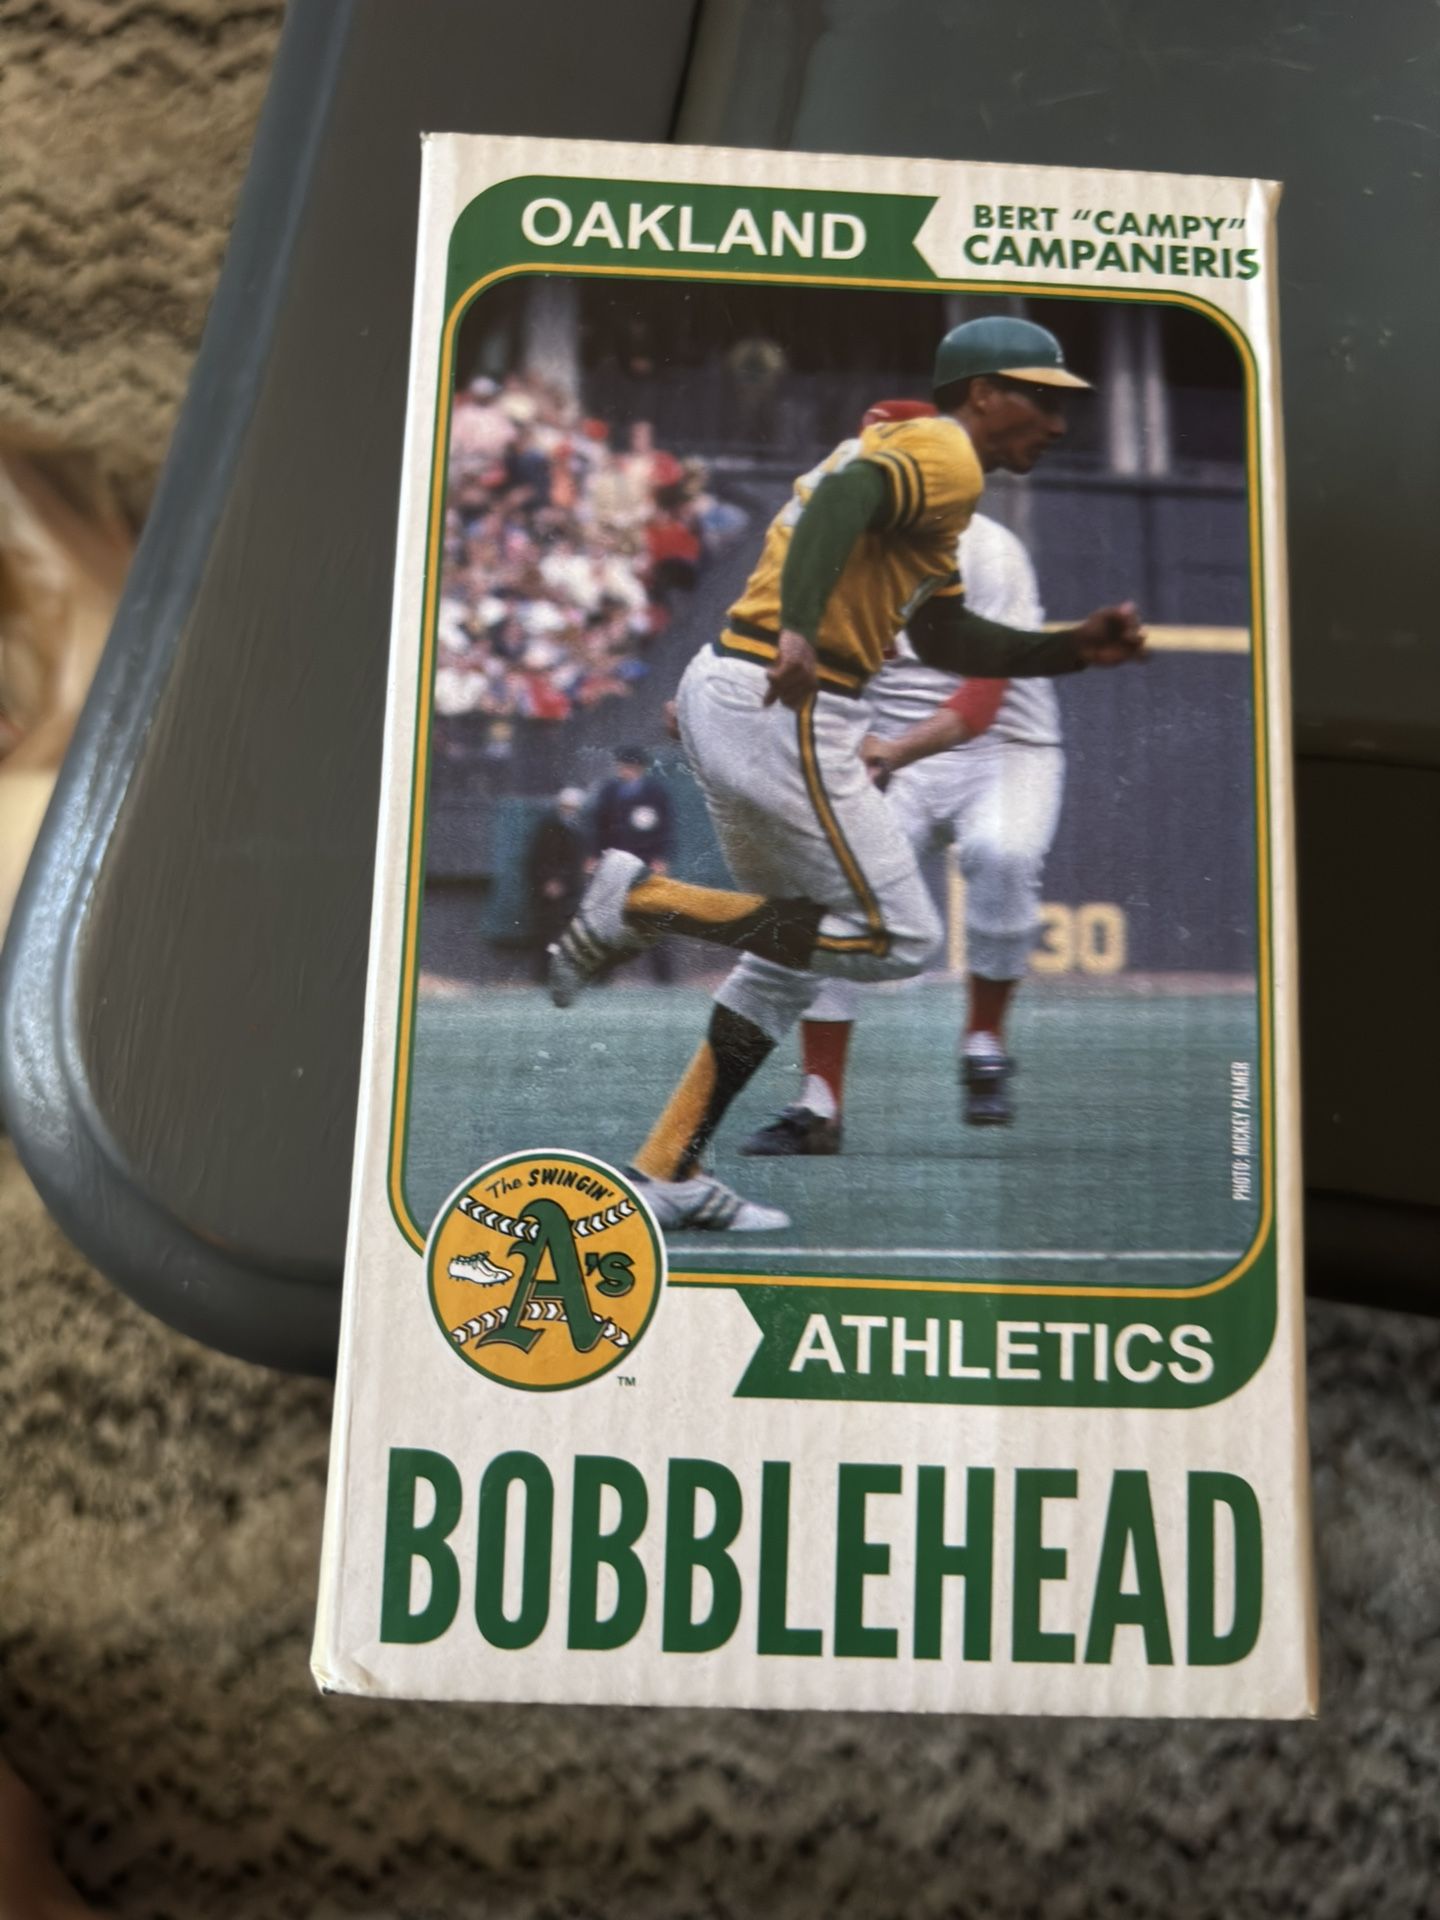 OAKLAND
BERT “CAMPY”
CAMPANERIS
30
PHOTO: MICKEY PALMER
The SWINGIN'
A's
TM
ATHLETICS
BOBBLEHEAD